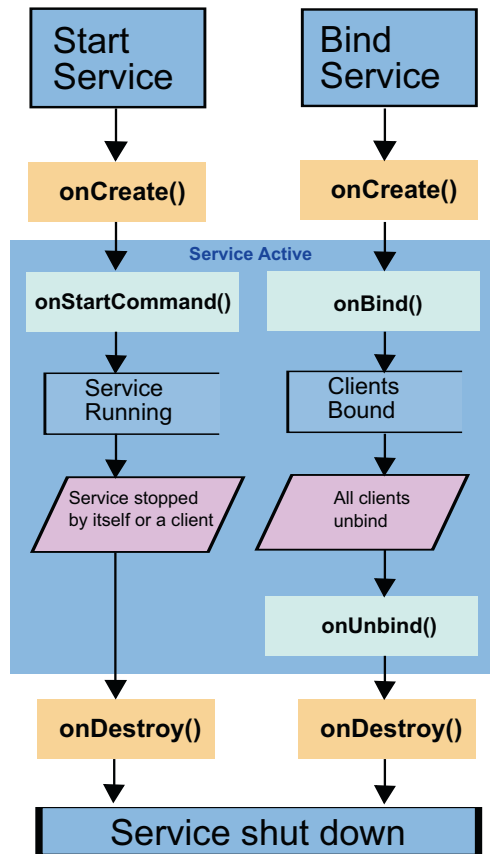 Start
Service
Bind
Service
onCreate()
onCreate()
Service Active
onStartCommand()
onBind()
Service
Running
Clients
Bound
Service stopped
by itself or a client
All clients
unbind
onUnbind()
onDestroy()
onDestroy()
Service shut down